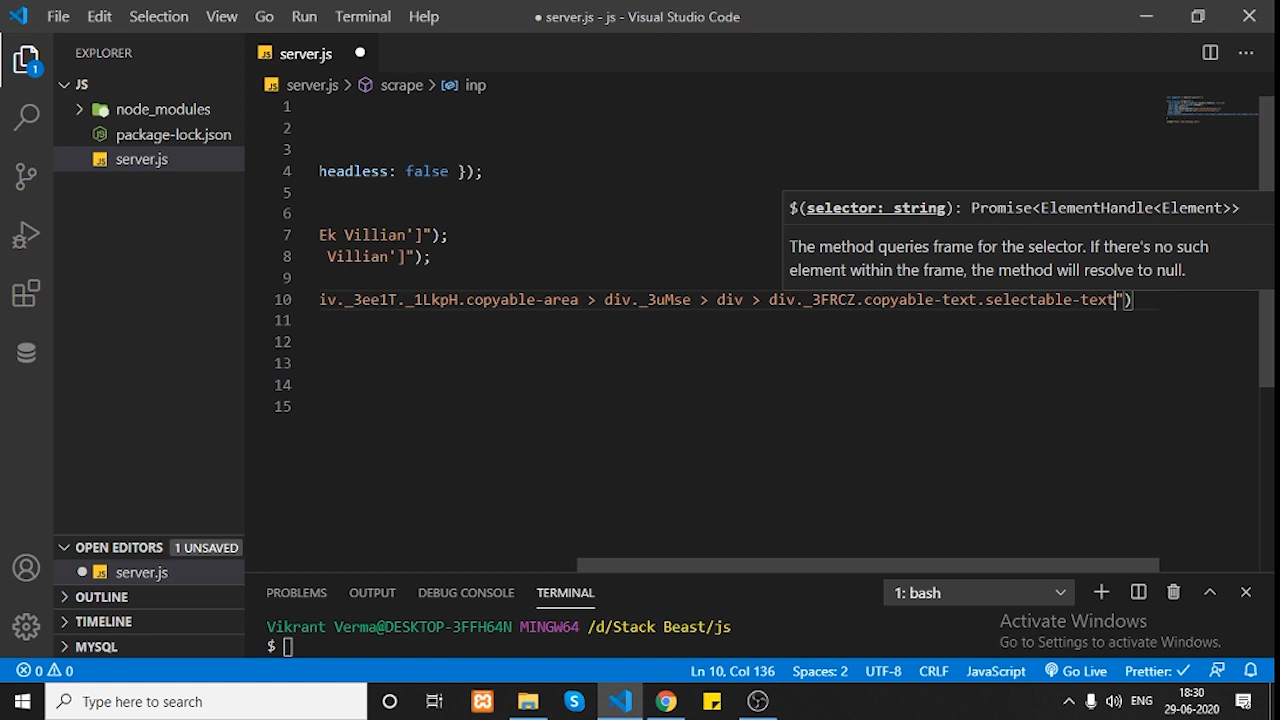 File Edit Selection View Go Run Terminal Help
● server.js - js - Visual Studio Code
1
EXPLORER
JS
node_modules
package-lock.json
server.js
OPEN EDITORS 1 UNSAVED
server.js
OUTLINE
TIMELINE
MYSQL
server.js
server.js > scrape > inp
1
2
3
4 headless: false });
5
6
7 Ek Villian']");
8 Villian']");
9
10 iv._3ee1T._1LkpH.copyable-area > div._3uMse > div > div._3FRCZ.copyable-text.selectable-text")
11
12
13
14
15
$(selector: string): Promise<ElementHandle<Element>>
The method queries frame for the selector. If there's no such
element within the frame, the method will resolve to null.
PROBLEMS OUTPUT DEBUG CONSOLE TERMINAL
1: bash
Vikrant Verma@DESKTOP-3FFH64N MINGW64 /d/Stack Beast/js
$
Activate Windows
Go to Settings to activate Windows.
0 0
Ln 10, Col 136 Spaces: 2 UTF-8 CRLF JavaScript Go Live Prettier: ✓
Type here to search
ENG
18:30
29-06-2020